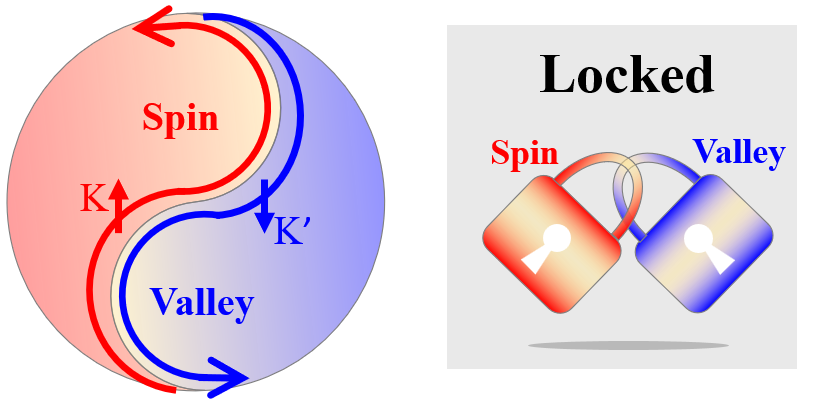 Spin
K
K’
Valley
Locked
Spin
Valley